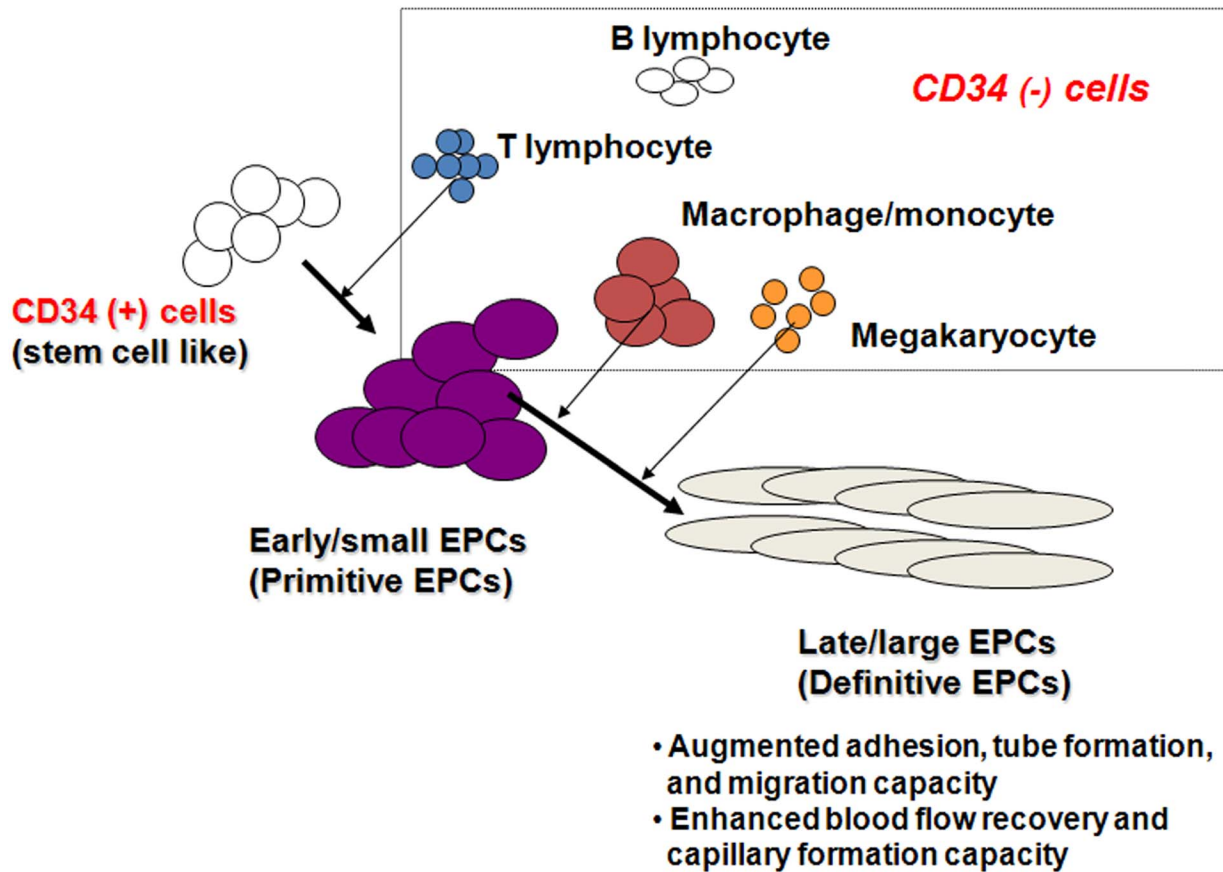 B lymphocyte
CD34 (-) cells
T lymphocyte
Macrophage/monocyte
CD34 (+) cells
(stem cell like)
Megakaryocyte
Early/small EPCs
(Primitive EPCs)
Late/large EPCs
(Definitive EPCs)
• Augmented adhesion, tube formation,
and migration capacity
• Enhanced blood flow recovery and
capillary formation capacity